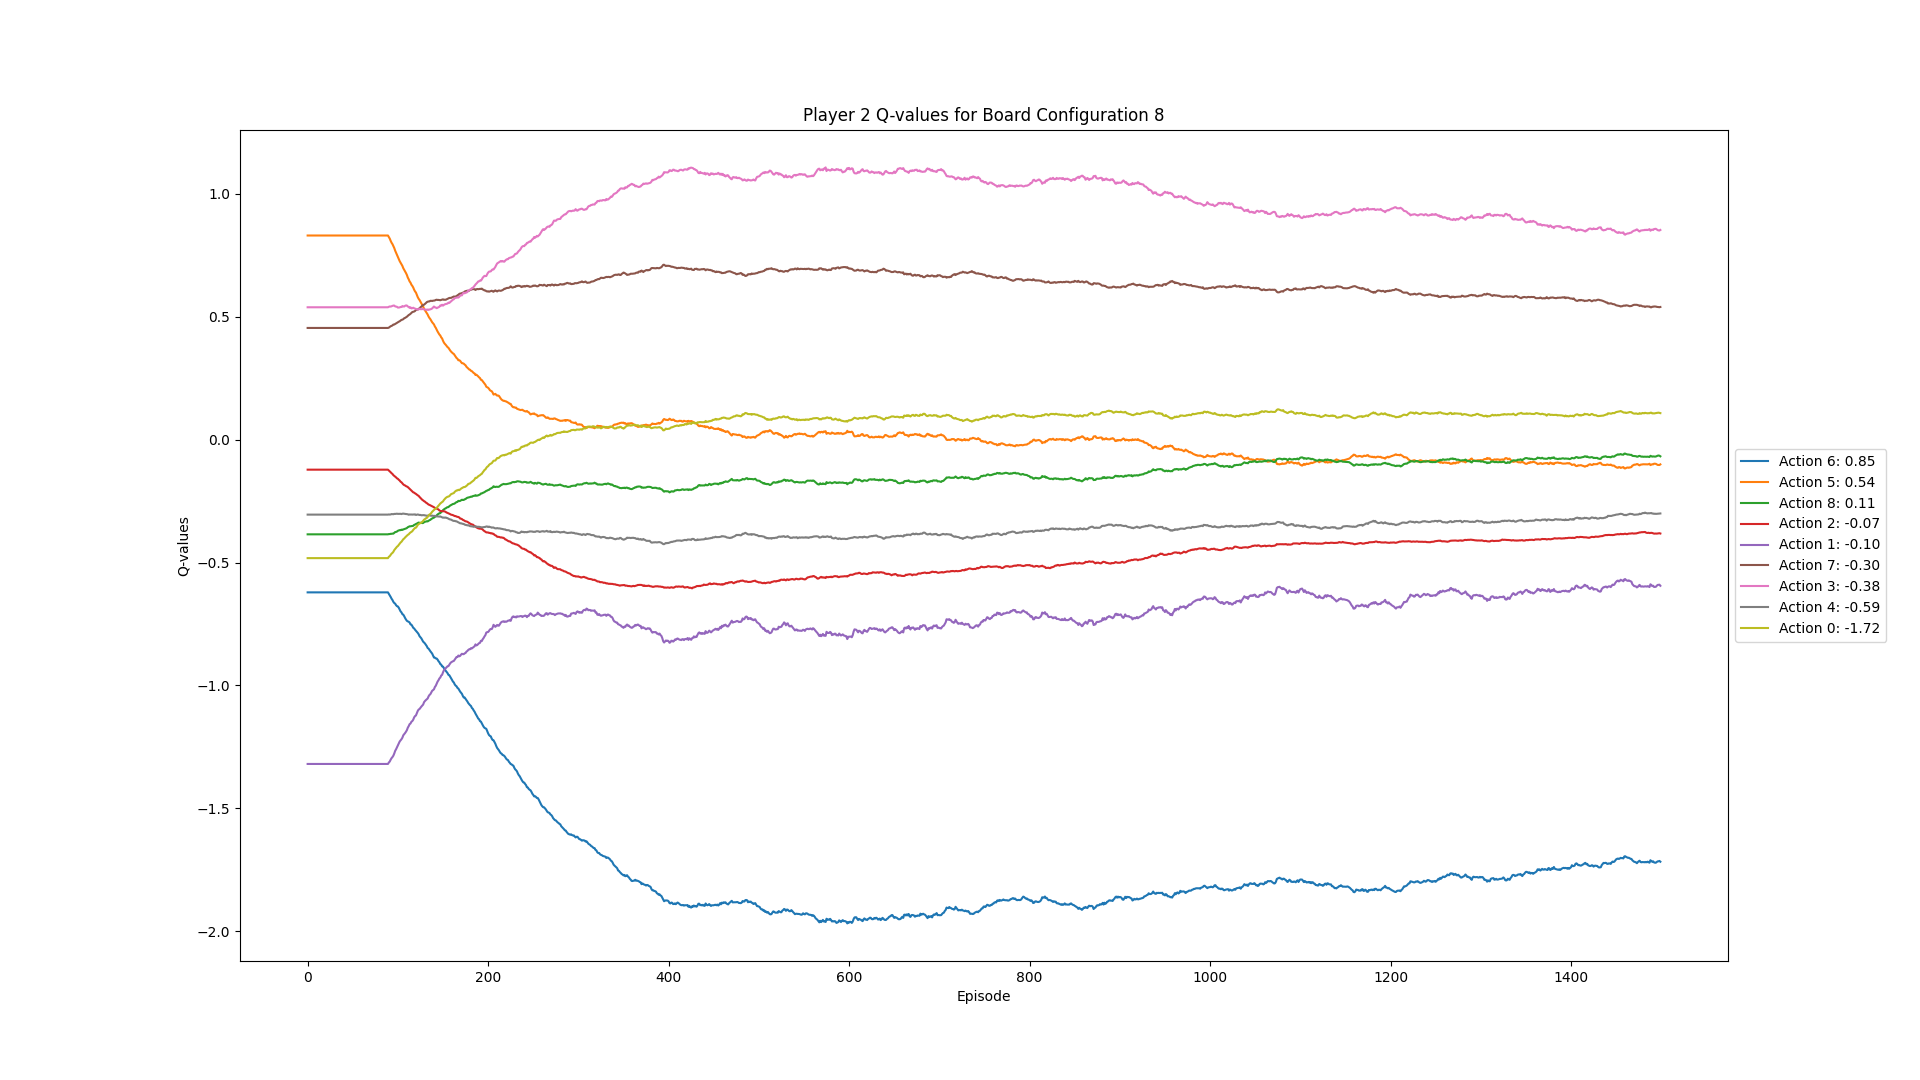 Player 2 Q-values for Board Configuration 8
1.0
0.5
0.0
−0.5
−1.0
−1.5
−2.0
Q-values
0 200 400 600 800 1000 1200 1400
Episode
Action 6: 0.85
Action 5: 0.54
Action 8: 0.11
Action 2: -0.07
Action 1: -0.10
Action 7: -0.30
Action 3: -0.38
Action 4: -0.59
Action 0: -1.72